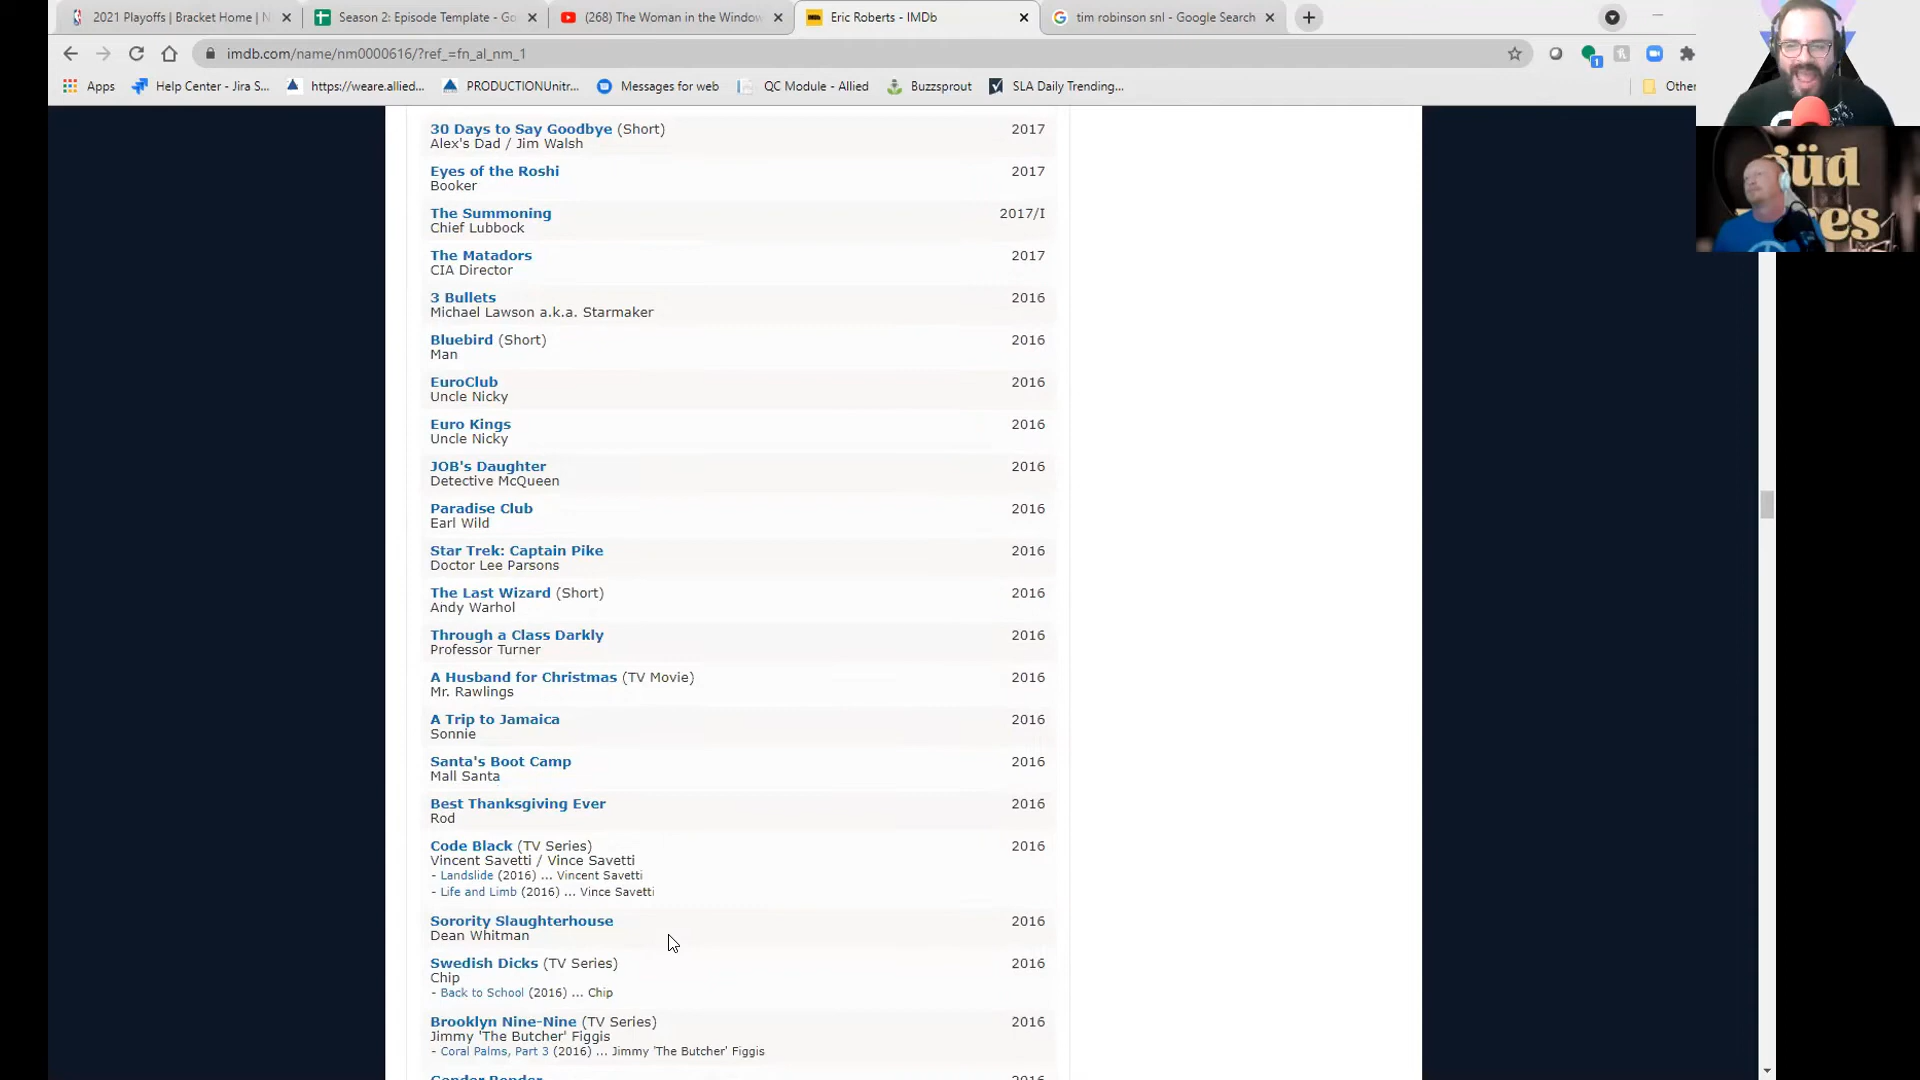 2021 Playoffs | Bracket Home | N
Season 2: Episode Template - Go
(268) The Woman in the Window
Eric Roberts - IMDb
tim robinson snl - Google Search
imdb.com/name/nm0000616/?ref_=fn_al_nm_1
1
Apps
Help Center - Jira S...
https://weare.allied...
PRODUCTIONUnitr...
Messages for web
QC Module - Allied
Buzzsprout
SLA Daily Trending...
Other
30 Days to Say Goodbye (Short) 2017
Alex's Dad / Jim Walsh
Eyes of the Roshi 2017
Booker
The Summoning 2017/I
Chief Lubbock
The Matadors 2017
CIA Director
3 Bullets 2016
Michael Lawson a.k.a. Starmaker
Bluebird (Short) 2016
Man
EuroClub 2016
Uncle Nicky
Euro Kings 2016
Uncle Nicky
JOB's Daughter 2016
Detective McQueen
Paradise Club 2016
Earl Wild
Star Trek: Captain Pike 2016
Doctor Lee Parsons
The Last Wizard (Short) 2016
Andy Warhol
Through a Class Darkly 2016
Professor Turner
A Husband for Christmas (TV Movie) 2016
Mr. Rawlings
A Trip to Jamaica 2016
Sonnie
Santa's Boot Camp 2016
Mall Santa
Best Thanksgiving Ever 2016
Rod
Code Black (TV Series) 2016
Vincent Savetti / Vince Savetti
- Landslide (2016) ... Vincent Savetti
- Life and Limb (2016) ... Vince Savetti
Sorority Slaughterhouse 2016
Dean Whitman
Swedish Dicks (TV Series) 2016
Chip
- Back to School (2016) ... Chip
Brooklyn Nine-Nine (TV Series) 2016
Jimmy 'The Butcher' Figgis
- Coral Palms, Part 3 (2016) ... Jimmy 'The Butcher' Figgis
Gender Bender 2016